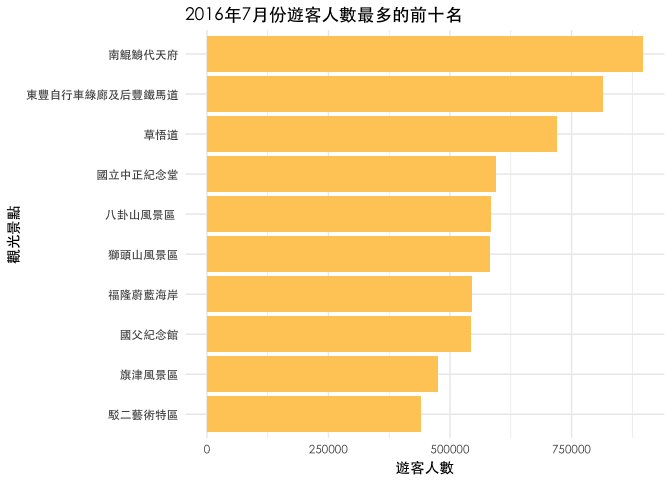 2016年7月份遊客人數最多的前十名
南鯤鯓代天府
東豐自行車綠廊及后豐鐵馬道
草悟道
國立中正紀念堂
八卦山風景區
獅頭山風景區
福隆蔚藍海岸
國父紀念館
旗津風景區
駁二藝術特區
觀光景點
0 250000 500000 750000
遊客人數